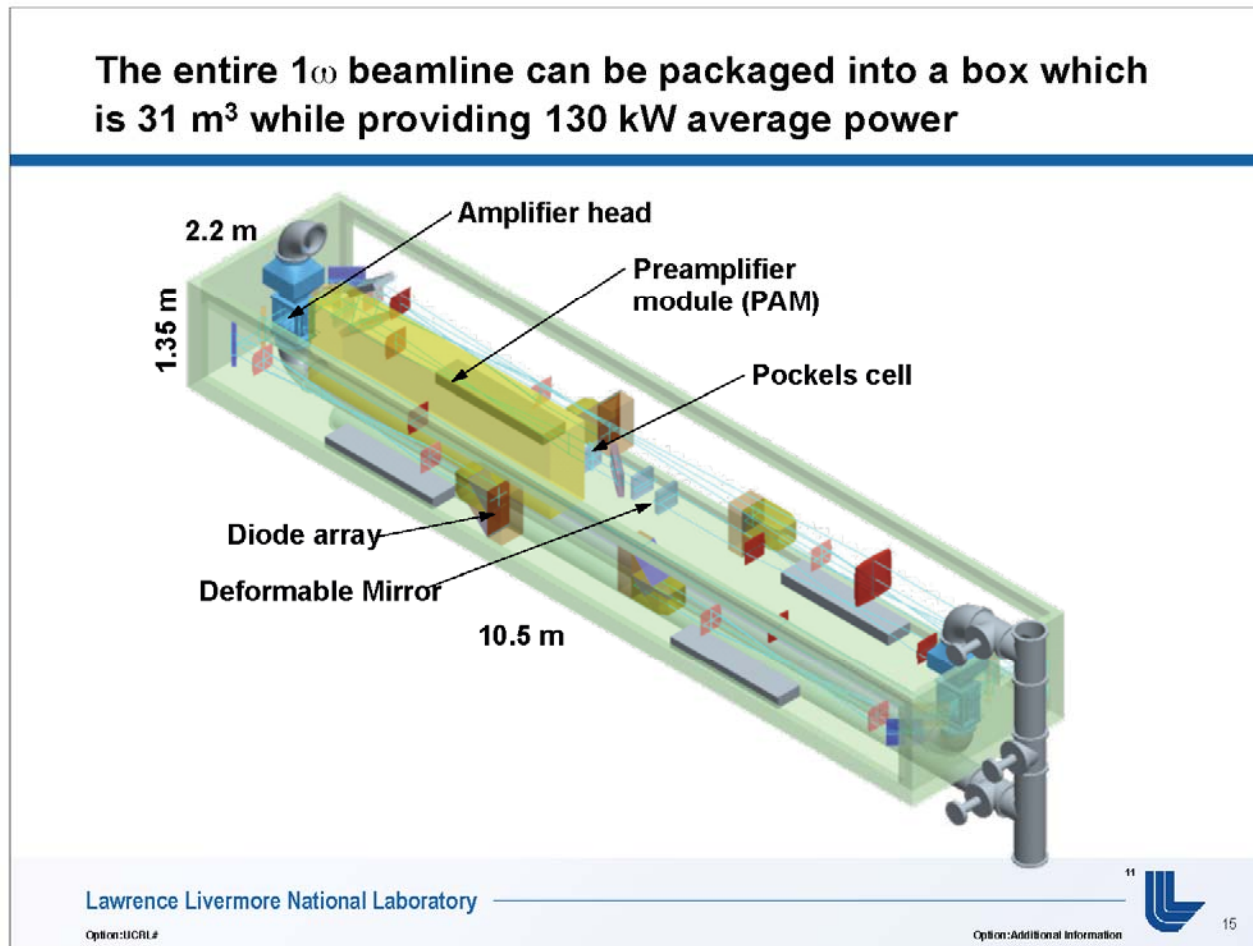 The entire 1ω beamline can be packaged into a box which
is 31 m³ while providing 130 kW average power
2.2 m
Amplifier head
Preamplifier
module (PAM)
1.35 m
Pockels cell
Diode array
Deformable Mirror
10.5 m
Lawrence Livermore National Laboratory
11
Option:UCRL#
Option:Additional Information
15